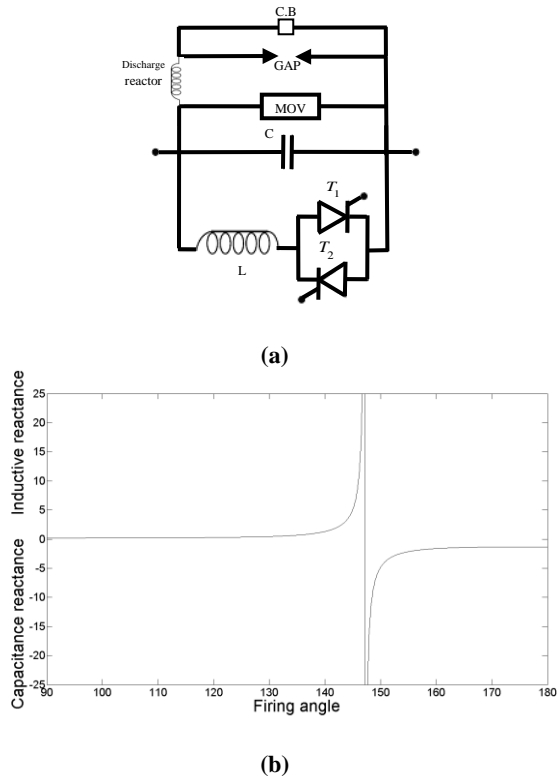 C.B
GAP
Discharge
reactor
MOV
C
T1
T2
L
(a)
Inductive reactance
Capacitance reactance
25
20
15
10
5
0
-5
-10
-15
-20
-25
90 100 110 120 130 140 150 160 170 180
Firing angle
(b)